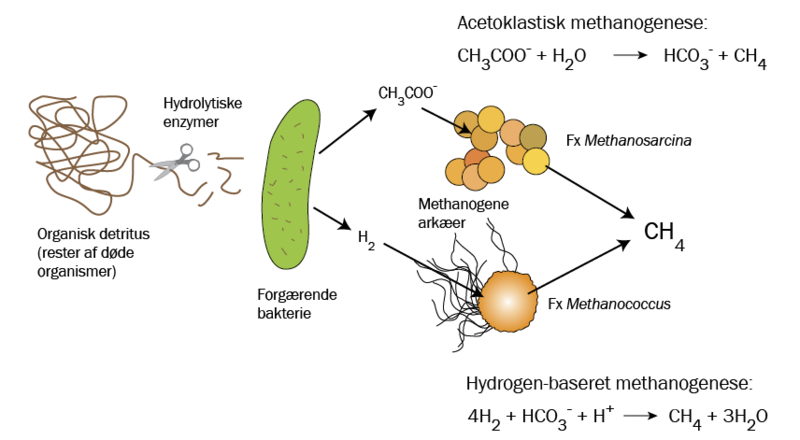 Acetoklastisk methanogenese:
CH₃COO⁻ + H₂O → HCO₃⁻ + CH₄
CH₃COO⁻
Hydrolytiske
enzymer
Fx Methanosarcina
Methanogene
arkæer
Organisk detritus
(rester af døde
organismer)
H₂
CH₄
Forgærende
bakterie
Fx Methanococcus
Hydrogen-baseret methanogenese:
4H₂ + HCO₃⁻ + H⁺ → CH₄ + 3H₂O